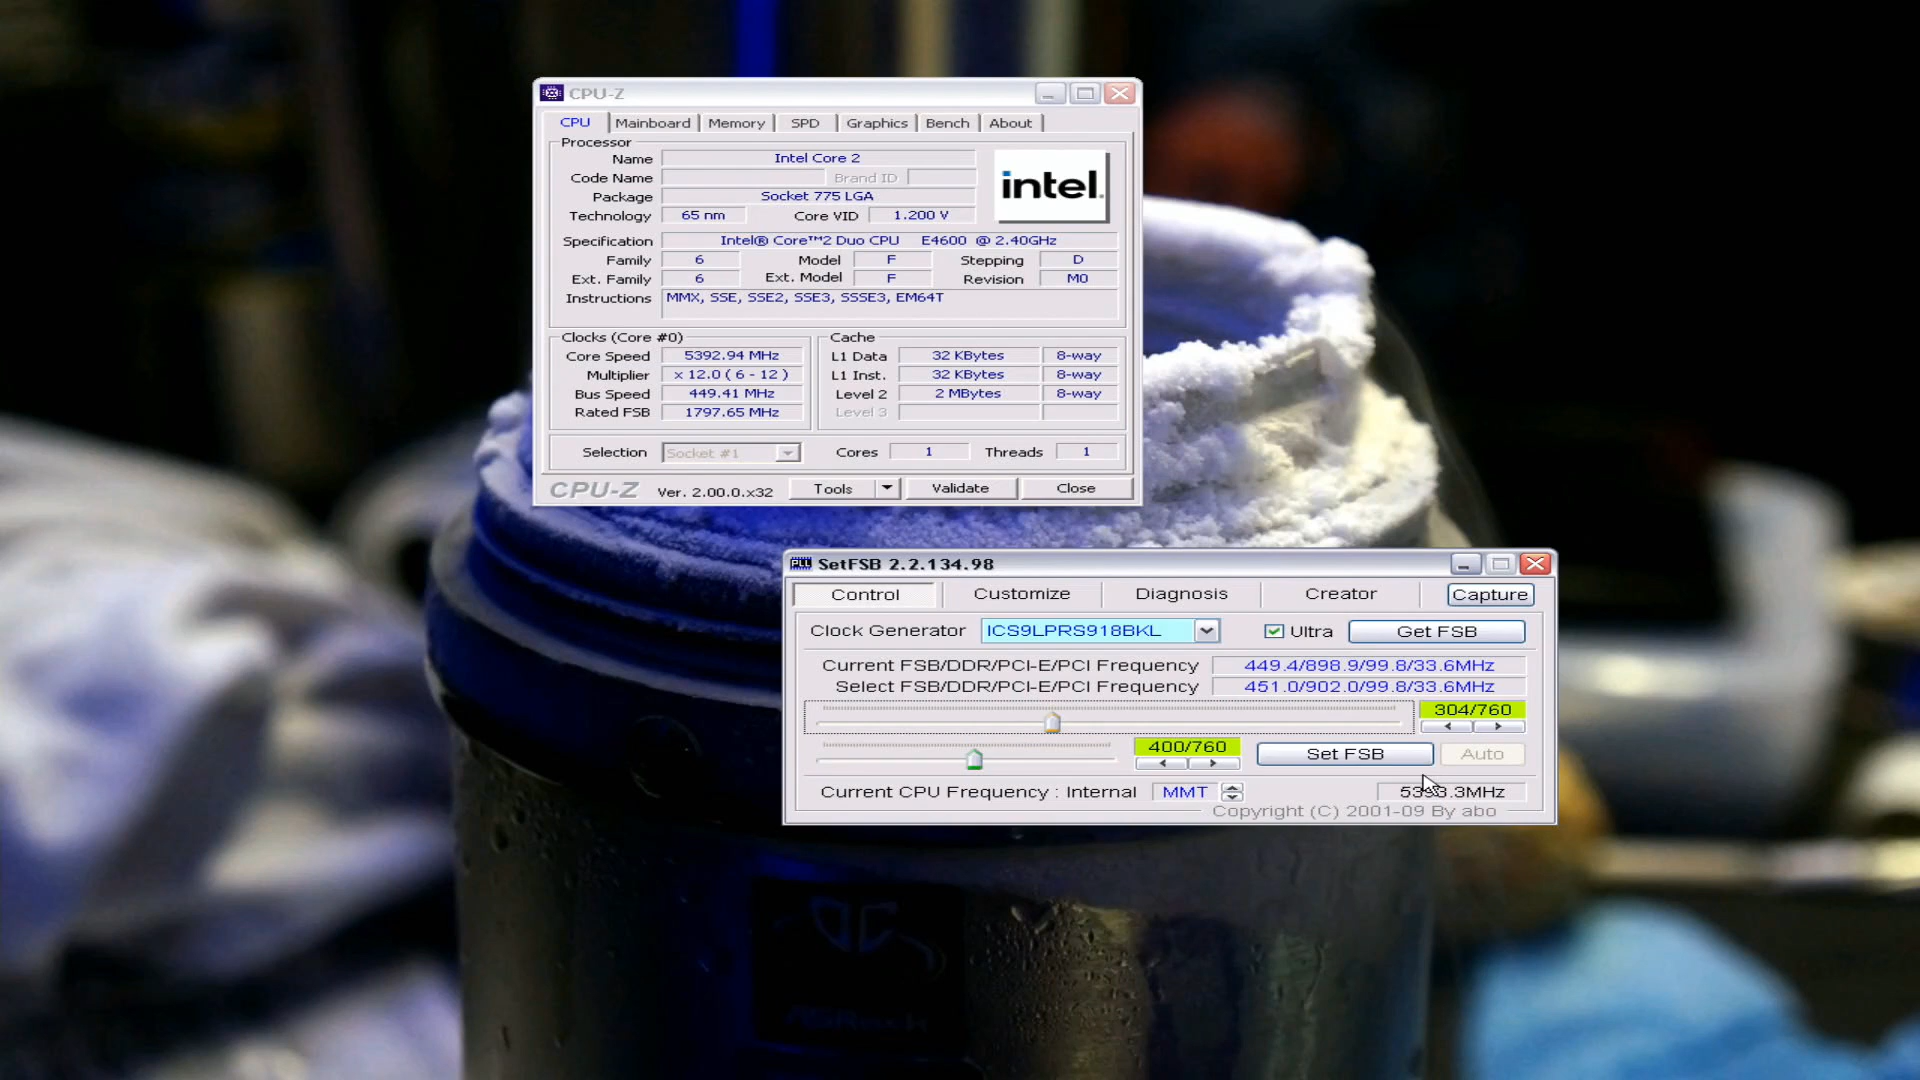 CPU-Z
CPU Mainboard Memory SPD Graphics Bench About
Processor
Name Intel Core 2
Code Name Brand ID
Package Socket 775 LGA
Technology 65 nm Core VID 1.200 V
intel.
Specification Intel® Core™2 Duo CPU E4600 @ 2.40GHz
Family 6 Model F Stepping D
Ext. Family 6 Ext. Model F Revision M0
Instructions MMX, SSE, SSE2, SSE3, SSSE3, EM64T
Clocks (Core #0)
Core Speed 5392.94 MHz
Multiplier x 12.0 ( 6 - 12 )
Bus Speed 449.41 MHz
Rated FSB 1797.65 MHz
Cache
L1 Data 32 KBytes 8-way
L1 Inst. 32 KBytes 8-way
Level 2 2 MBytes 8-way
Level 3
Selection Socket #1 Cores 1 Threads 1
CPU-Z Ver. 2.00.0.x32 Tools Validate Close
SetFSB 2.2.134.98
Control Customize Diagnosis Creator Capture
Clock Generator ICS9LPRS918BKL Ultra Get FSB
Current FSB/DDR/PCI-E/PCI Frequency 449.4/898.9/99.8/33.6MHz
Select FSB/DDR/PCI-E/PCI Frequency 451.0/902.0/99.8/33.6MHz
304/760
400/760 Set FSB Auto
Current CPU Frequency : Internal MMT
Copyright (C) 2001-09 By abo